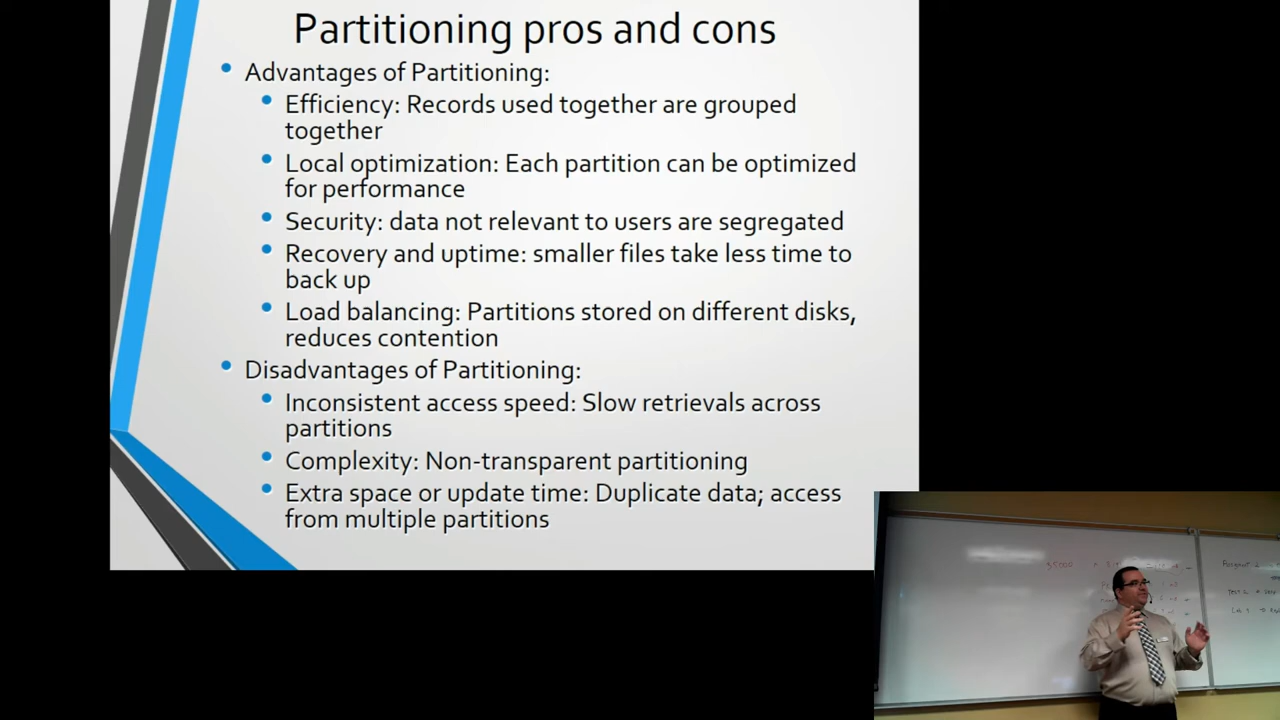 Partitioning pros and cons
Advantages of Partitioning:
Efficiency: Records used together are grouped
together
Local optimization: Each partition can be optimized
for performance
Security: data not relevant to users are segregated
Recovery and uptime: smaller files take less time to
back up
Load balancing: Partitions stored on different disks,
reduces contention
Disadvantages of Partitioning:
Inconsistent access speed: Slow retrievals across
partitions
Complexity: Non-transparent partitioning
Extra space or update time: Duplicate data; access
from multiple partitions